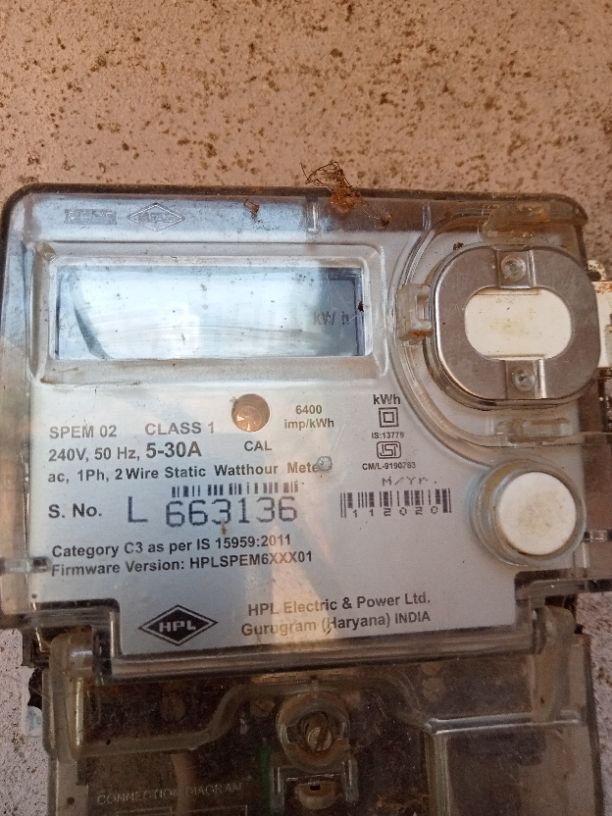 kW h
SPEM 02 CLASS 1
240V, 50 Hz, 5-30A
CAL
6400
imp/kWh
kWh
IS:13779
CM/L-9190763
ac, 1Ph, 2 Wire Static Watthour Meter
M/Yr.
S. No. L 663136
112020
Category C3 as per IS 15959:2011
Firmware Version: HPLSPEM6XXX01
HPL
HPL Electric & Power Ltd.
Gurugram (Haryana) INDIA
CONNECTION DIAGRAM